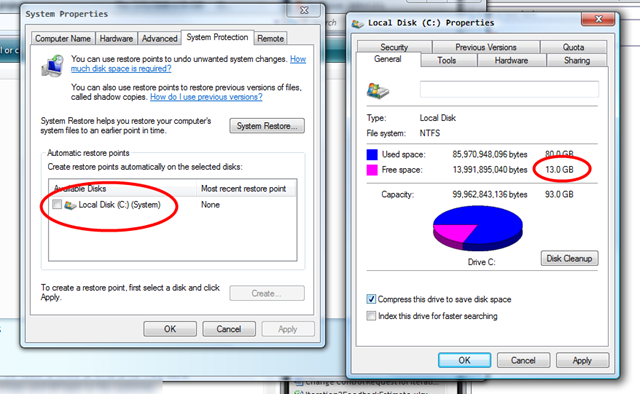 System Properties
Computer Name
Hardware
Advanced
System Protection
Remote
You can use restore points to undo unwanted system changes. How
much disk space is required?
You can also use restore points to restore previous versions of files,
called shadow copies. How do I use previous versions?
System Restore helps you restore your computer's
system files to an earlier point in time.
System Restore...
Automatic restore points
Create restore points automatically on the selected disks:
Available Disks
Most recent restore point
Local Disk (C:) (System)
None
To create a restore point, first select a disk and click
Apply.
Create...
OK
Cancel
Apply
Local Disk (C:) Properties
Security
Previous Versions
Quota
General
Tools
Hardware
Sharing
Type:
Local Disk
File system:
NTFS
Used space:
85,970,948,096 bytes
80.0 GB
Free space:
13,991,895,040 bytes
13.0 GB
Capacity:
99,962,843,136 bytes
93.0 GB
Drive C:
Disk Cleanup
Compress this drive to save disk space
Index this drive for faster searching
OK
Cancel
Apply